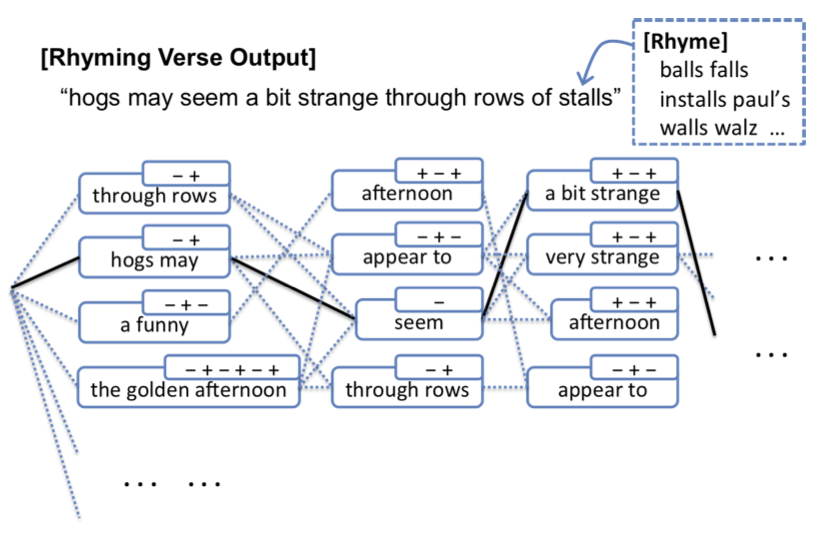 [Rhyming Verse Output]
“hogs may seem a bit strange through rows of stalls”
[Rhyme]
balls falls
installs paul’s
walls walz ...
− +
through rows
+ − +
afternoon
+ − +
a bit strange
− +
hogs may
− + −
appear to
+ − +
very strange
...
− + −
a funny
−
seem
+ − +
afternoon
...
− + − + − +
the golden afternoon
− +
through rows
− + −
appear to
... ...